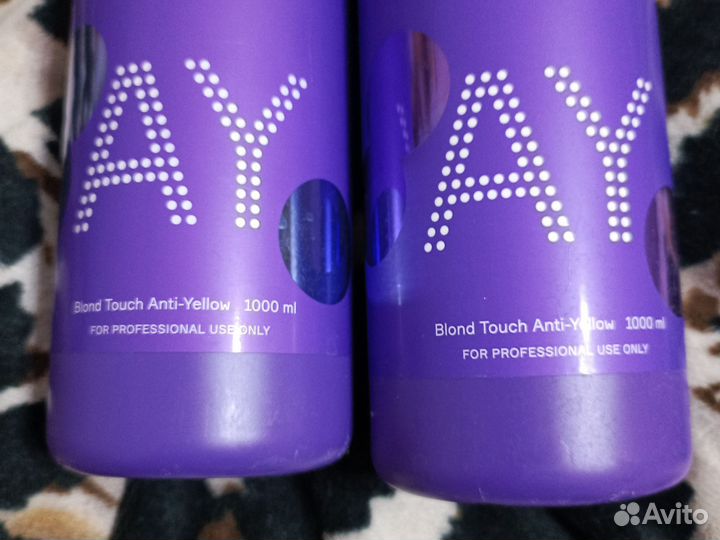 AY
Blond Touch Anti-Yellow 1000 ml
FOR PROFESSIONAL USE ONLY
AY
Blond Touch Anti-Yellow 1000 ml
FOR PROFESSIONAL USE ONLY
Avito